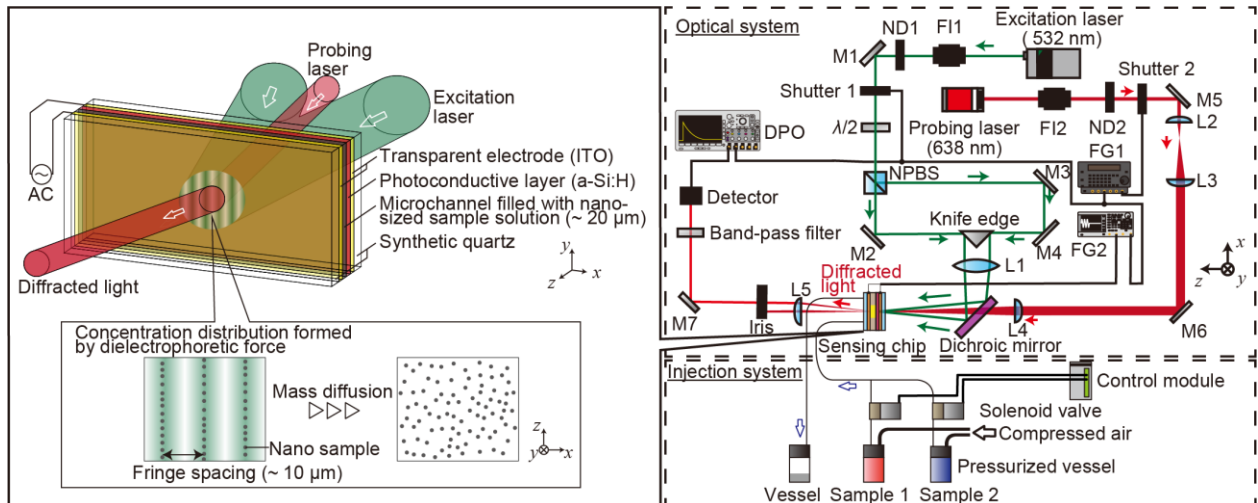 Probing
laser
Excitation
laser
AC
Transparent electrode (ITO)
Photoconductive layer (a-Si:H)
Microchannel filled with nano-
sized sample solution (~ 20 μm)
Synthetic quartz
Diffracted light
y
z
x
Concentration distribution formed
by dielectrophoretic force
Mass diffusion
Nano sample
Fringe spacing (~ 10 μm)
z
y
x
Optical system
M1
ND1
FI1
Excitation laser
( 532 nm)
Shutter 1
Shutter 2
M5
L2
DPO
λ/2
Probing laser
(638 nm)
FI2
ND2
FG1
NPBS
M3
L3
Detector
Knife edge
Band-pass filter
M2
M4
FG2
L1
Diffracted
light
L5
x
z
y
M7
Iris
L4
M6
Sensing chip
Dichroic mirror
Injection system
Control module
Solenoid valve
Compressed air
Pressurized vessel
Vessel
Sample 1
Sample 2